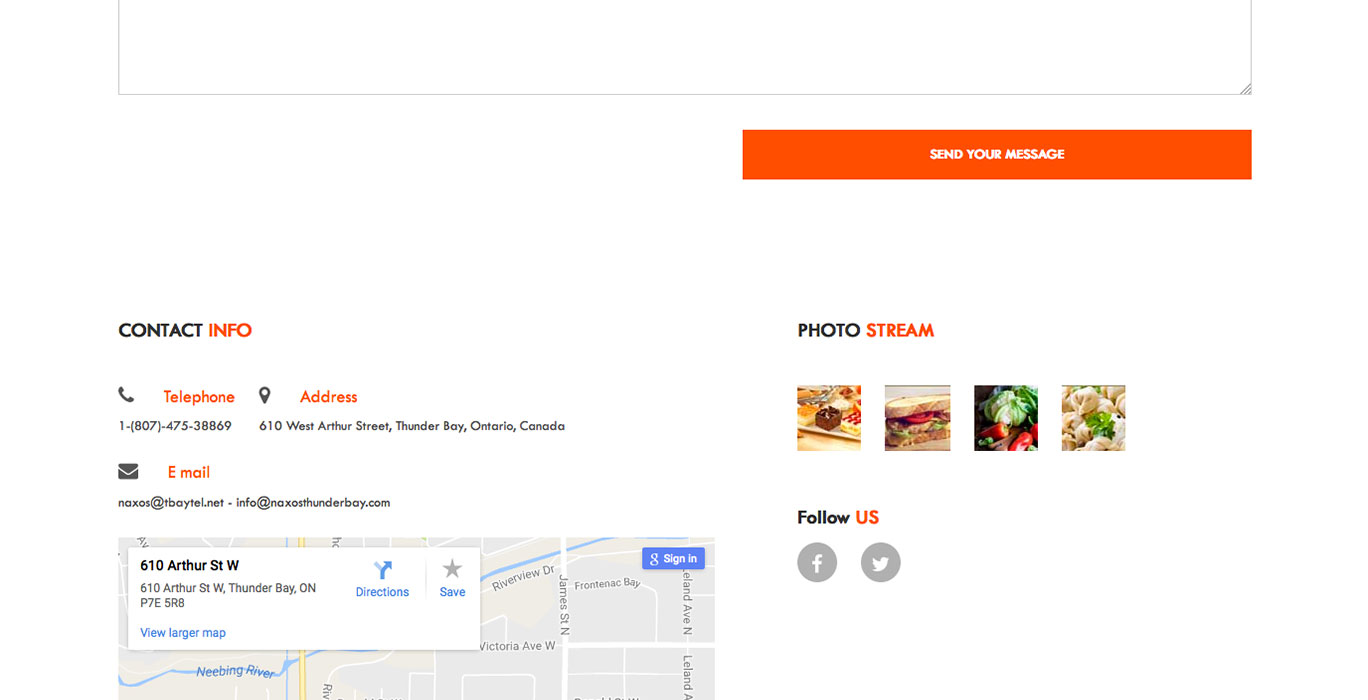 SEND YOUR MESSAGE
CONTACT INFO
Telephone
Address
1-(807)-475-38869
610 West Arthur Street, Thunder Bay, Ontario, Canada
E mail
naxos@tbaytel.net - info@naxosthunderbay.com
610 Arthur St W
610 Arthur St W, Thunder Bay, ON
P7E 5R8
Directions
Save
View larger map
Sign in
Riverview Dr
James St N
Frontenac Bay
Leland Ave N
Victoria Ave W
Neebing River
Leland A
PHOTO STREAM
Follow US